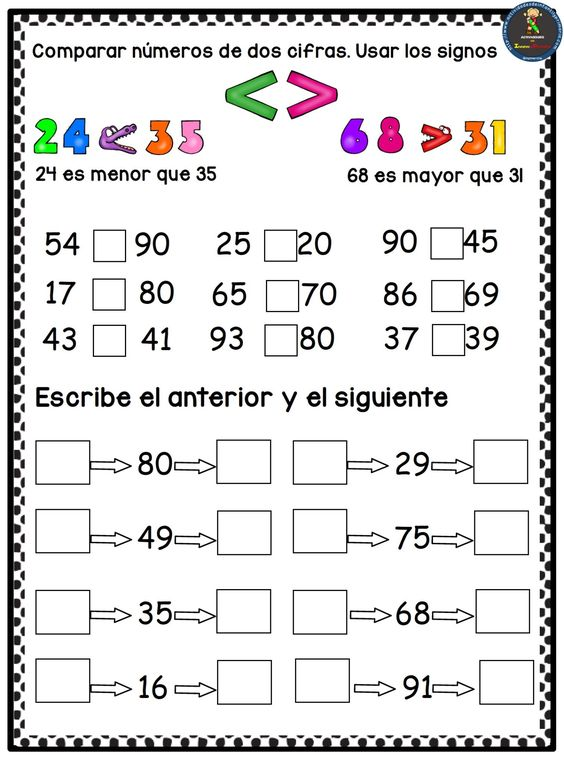 Comparar números de dos cifras. Usar los signos
< >
24 < 35 68 > 31
24 es menor que 35 68 es mayor que 31
54 90 25 20 90 45
17 80 65 70 86 69
43 41 93 80 37 39
Escribe el anterior y el siguiente
80 29
49 75
35 68
16 91